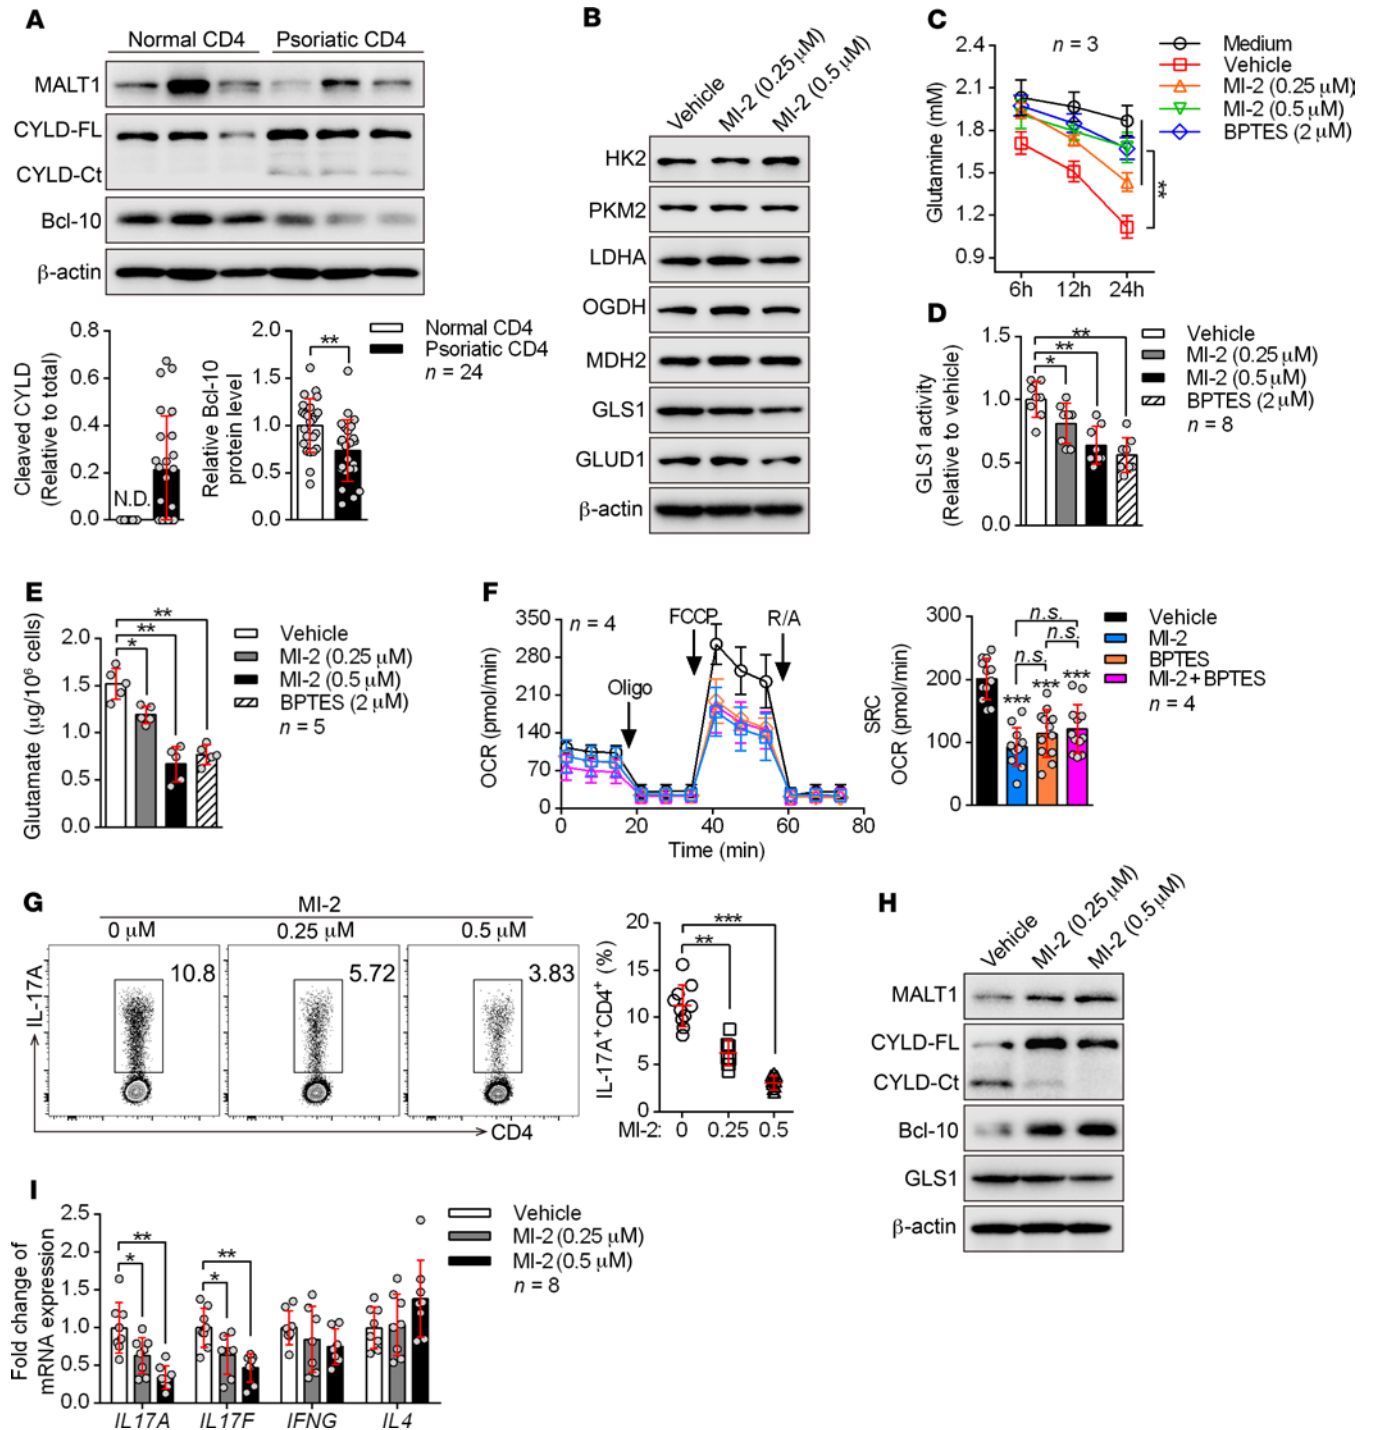 A
Normal CD4 Psoriatic CD4
MALT1
CYLD-FL
CYLD-Ct
Bcl-10
β-actin
0.8
0.6
0.4
0.2
0.0
Cleaved CYLD
(Relative to total)
N.D.
2.0
1.5
1.0
0.5
0.0
Relative Bcl-10
protein level
**
Normal CD4
Psoriatic CD4
n = 24
B
Vehicle
MI-2 (0.25 μM)
MI-2 (0.5 μM)
HK2
PKM2
LDHA
OGDH
MDH2
GLS1
GLUD1
β-actin
C
2.4
2.1
1.8
1.5
1.2
0.9
Glutamine (mM)
n = 3
**
6h 12h 24h
Medium
Vehicle
MI-2 (0.25 μM)
MI-2 (0.5 μM)
BPTES (2 μM)
D
1.5
1.0
0.5
0.0
GLS1 activity
(Relative to vehicle)
**
**
*
Vehicle
MI-2 (0.25 μM)
MI-2 (0.5 μM)
BPTES (2 μM)
n = 8
E
2.0
1.5
1.0
0.5
0.0
Glutamate (μg/10⁶ cells)
**
**
*
Vehicle
MI-2 (0.25 μM)
MI-2 (0.5 μM)
BPTES (2 μM)
n = 5
F
350
280
210
140
70
0
OCR (pmol/min)
n = 4
Oligo
FCCP
R/A
0 20 40 60 80
Time (min)
300
200
100
0
SRC
OCR (pmol/min)
n.s.
n.s.
n.s.
*** *** ***
Vehicle
MI-2
BPTES
MI-2+BPTES
n = 4
G
MI-2
0 μM 0.25 μM 0.5 μM
10.8 5.72 3.83
IL-17A
CD4
20
15
10
5
0
IL-17A⁺CD4⁺ (%)
***
**
MI-2: 0 0.25 0.5
H
Vehicle
MI-2 (0.25 μM)
MI-2 (0.5 μM)
MALT1
CYLD-FL
CYLD-Ct
Bcl-10
GLS1
β-actin
I
2.5
2.0
1.5
1.0
0.5
0.0
Fold change of
mRNA expression
**
*
**
*
IL17A IL17F IFNG IL4
Vehicle
MI-2 (0.25 μM)
MI-2 (0.5 μM)
n = 8